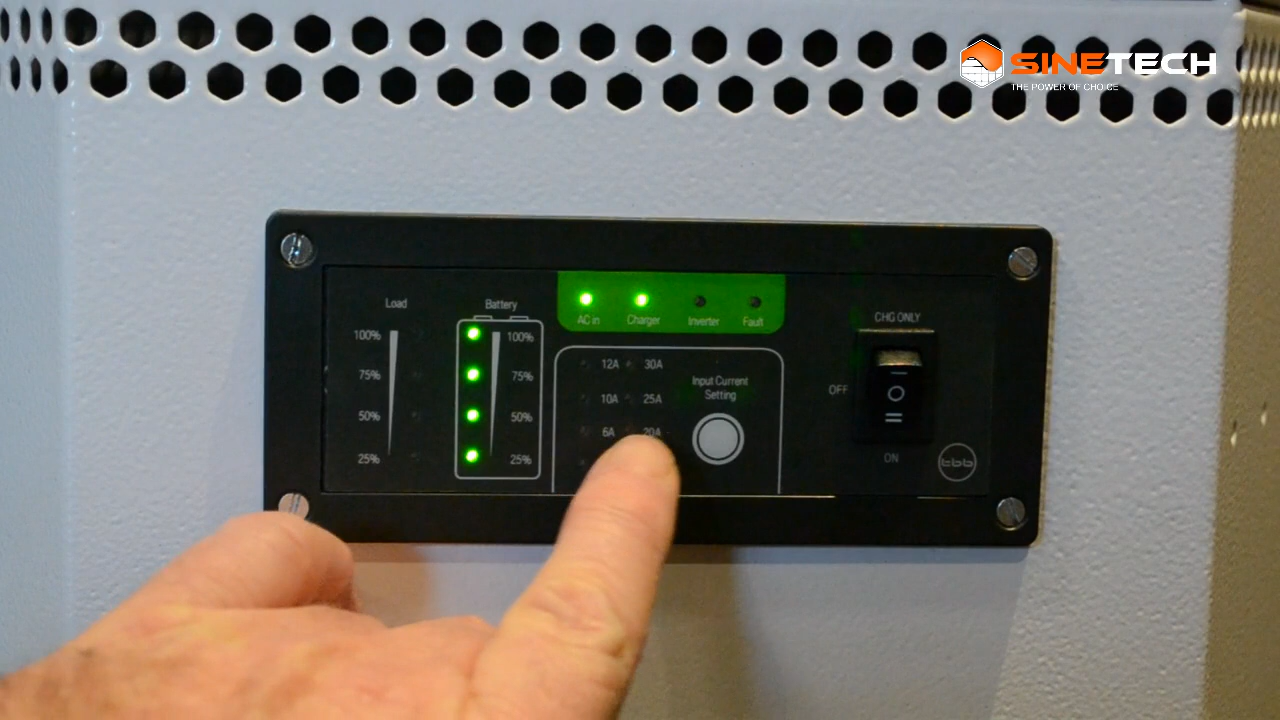 SINETECH
THE POWER OF CHOICE
Load
100%
75%
50%
25%
Battery
100%
75%
50%
25%
AC in
Charger
Inverter
Fault
12A
30A
10A
25A
6A
20A
Input Current
Setting
CHG ONLY
OFF
ON
tbb